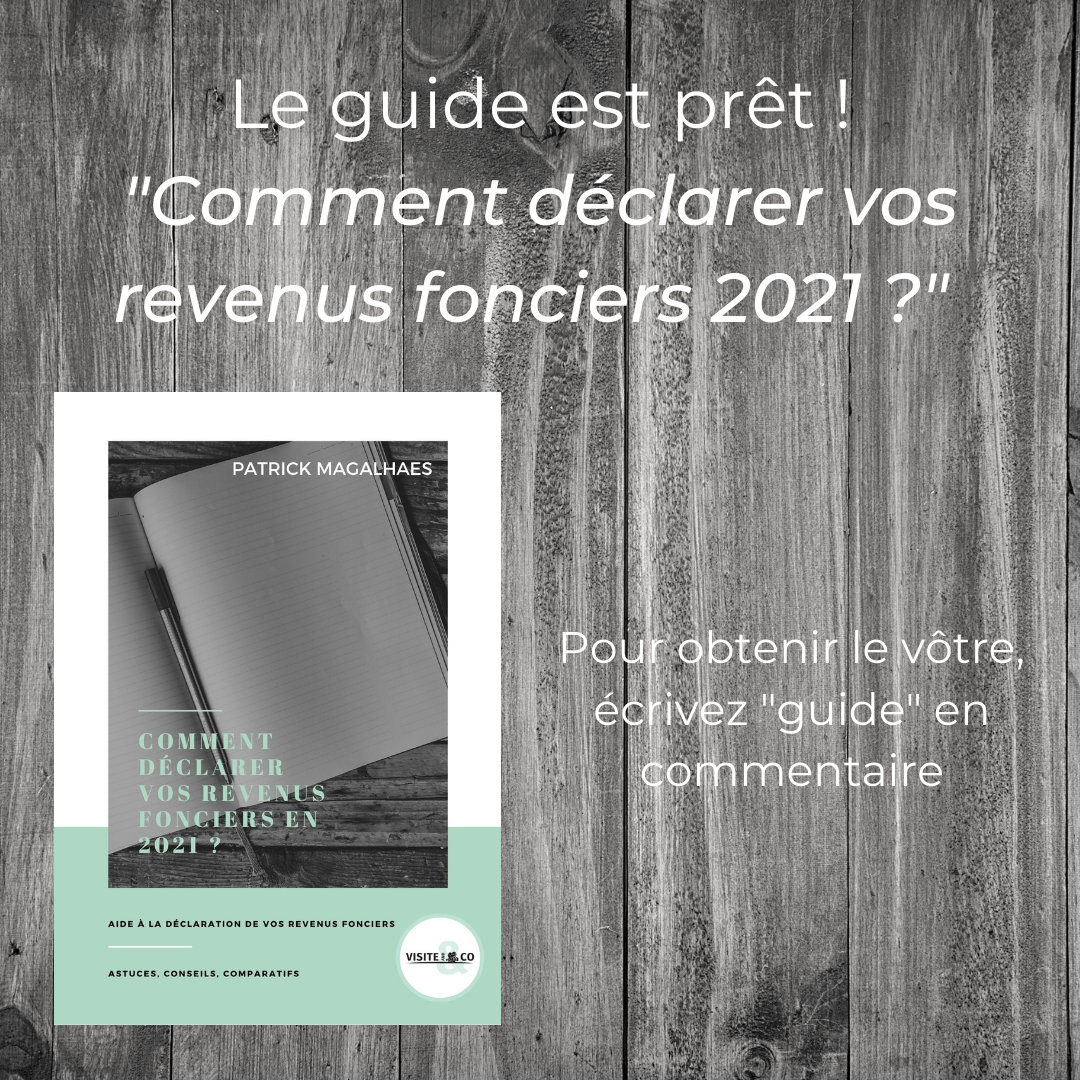 Le guide est prêt !
"Comment déclarer vos
revenus fonciers 2021 ?"
PATRICK MAGALHAES
COMMENT
DÉCLARER
VOS REVENUS
FONCIERS EN
2021 ?
AIDE À LA DÉCLARATION DE VOS REVENUS FONCIERS
ASTUCES, CONSEILS, COMPARATIFS
VISITE CO
&
Pour obtenir le vôtre,
écrivez "guide" en
commentaire